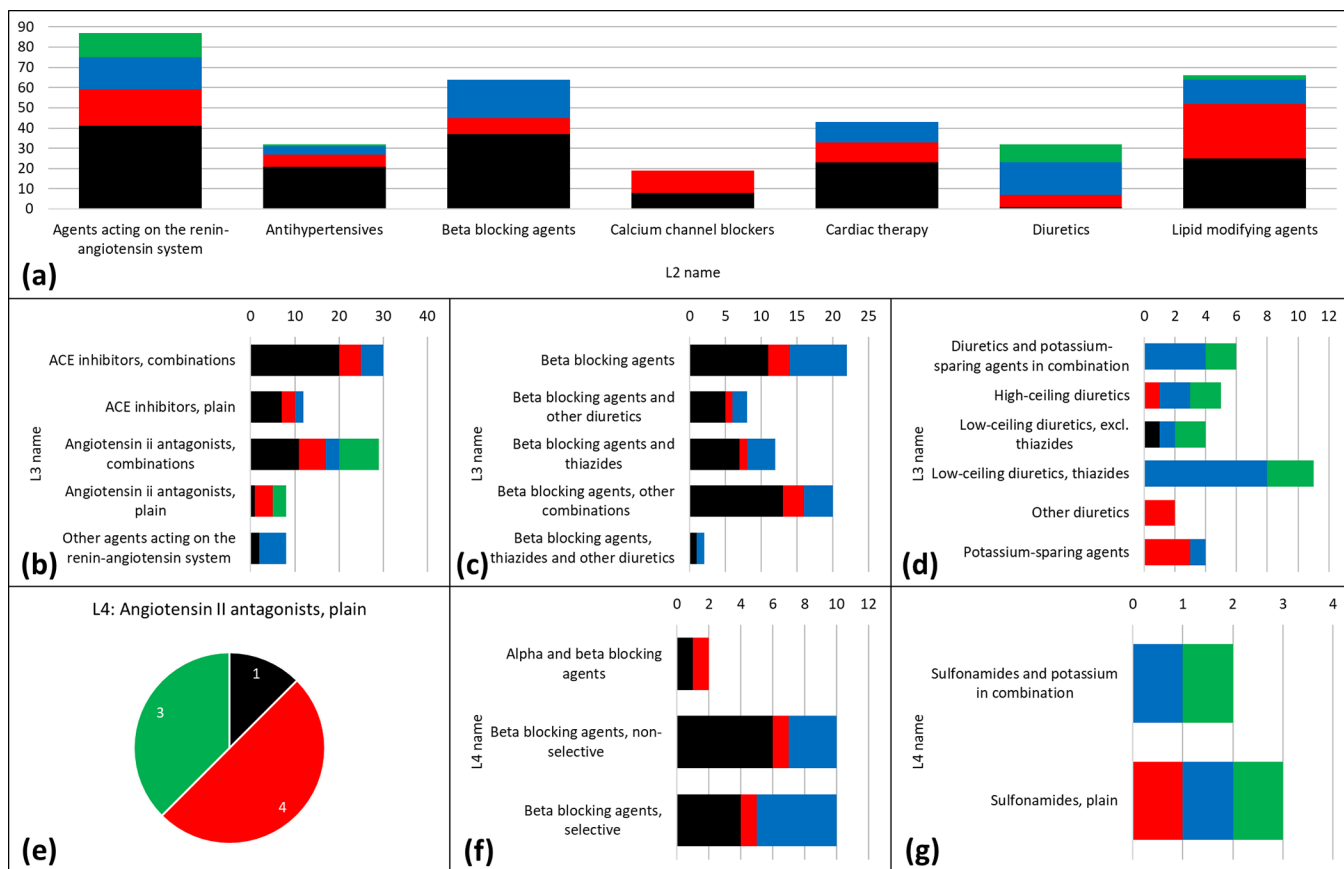 90
80
70
60
50
40
30
20
10
0
Agents acting on the renin-
angiotensin system
Antihypertensives
Beta blocking agents
Calcium channel blockers
Cardiac therapy
Diuretics
Lipid modifying agents
L2 name
(a)
0 10 20 30 40
ACE inhibitors, combinations
ACE inhibitors, plain
Angiotensin ii antagonists,
combinations
Angiotensin ii antagonists,
plain
Other agents acting on the
renin-angiotensin system
L3 name
(b)
0 5 10 15 20 25
Beta blocking agents
Beta blocking agents and
other diuretics
Beta blocking agents and
thiazides
Beta blocking agents, other
combinations
Beta blocking agents,
thiazides and other diuretics
L3 name
(c)
0 2 4 6 8 10 12
Diuretics and potassium-
sparing agents in combination
High-ceiling diuretics
Low-ceiling diuretics, excl.
thiazides
Low-ceiling diuretics, thiazides
Other diuretics
Potassium-sparing agents
L3 name
(d)
L4: Angiotensin II antagonists, plain
1
3
4
(e)
0 2 4 6 8 10 12
Alpha and beta blocking
agents
Beta blocking agents, non-
selective
Beta blocking agents,
selective
L4 name
(f)
0 1 2 3 4
Sulfonamides and potassium
in combination
Sulfonamides, plain
L4 name
(g)